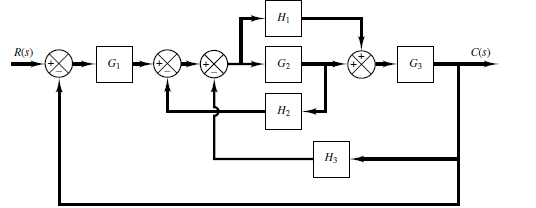 H₁
R(s) + − G₁ + − + − G₂ + + G₃ C(s)
H₂
H₃